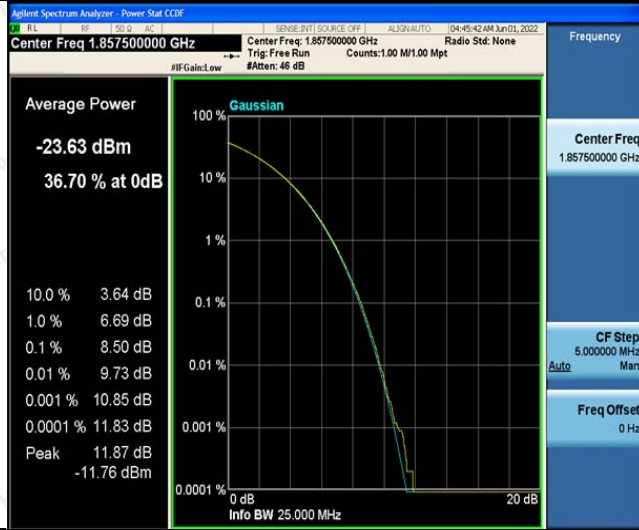 Agilent Spectrum Analyzer - Power Stat CCDF
RL RF 50 Ω AC SENSE:INT SOURCE OFF ALIGNAUTO 04:45:42 AM Jun 01, 2022
Center Freq 1.857500000 GHz
Center Freq: 1.857500000 GHz Radio Std: None
Trig: Free Run Counts:1.00 M/1.00 Mpt
#IFGain:Low #Atten: 46 dB
Frequency
Average Power
-23.63 dBm
36.70 % at 0dB
10.0 % 3.64 dB
1.0 % 6.69 dB
0.1 % 8.50 dB
0.01 % 9.73 dB
0.001 % 10.85 dB
0.0001 % 11.83 dB
Peak 11.87 dB
-11.76 dBm
Gaussian
100 %
10 %
1 %
0.1 %
0.01 %
0.001 %
0.0001 %
0 dB 20 dB
Info BW 25.000 MHz
Center Freq
1.857500000 GHz
CF Step
5.000000 MHz
Auto Man
Freq Offset
0 Hz